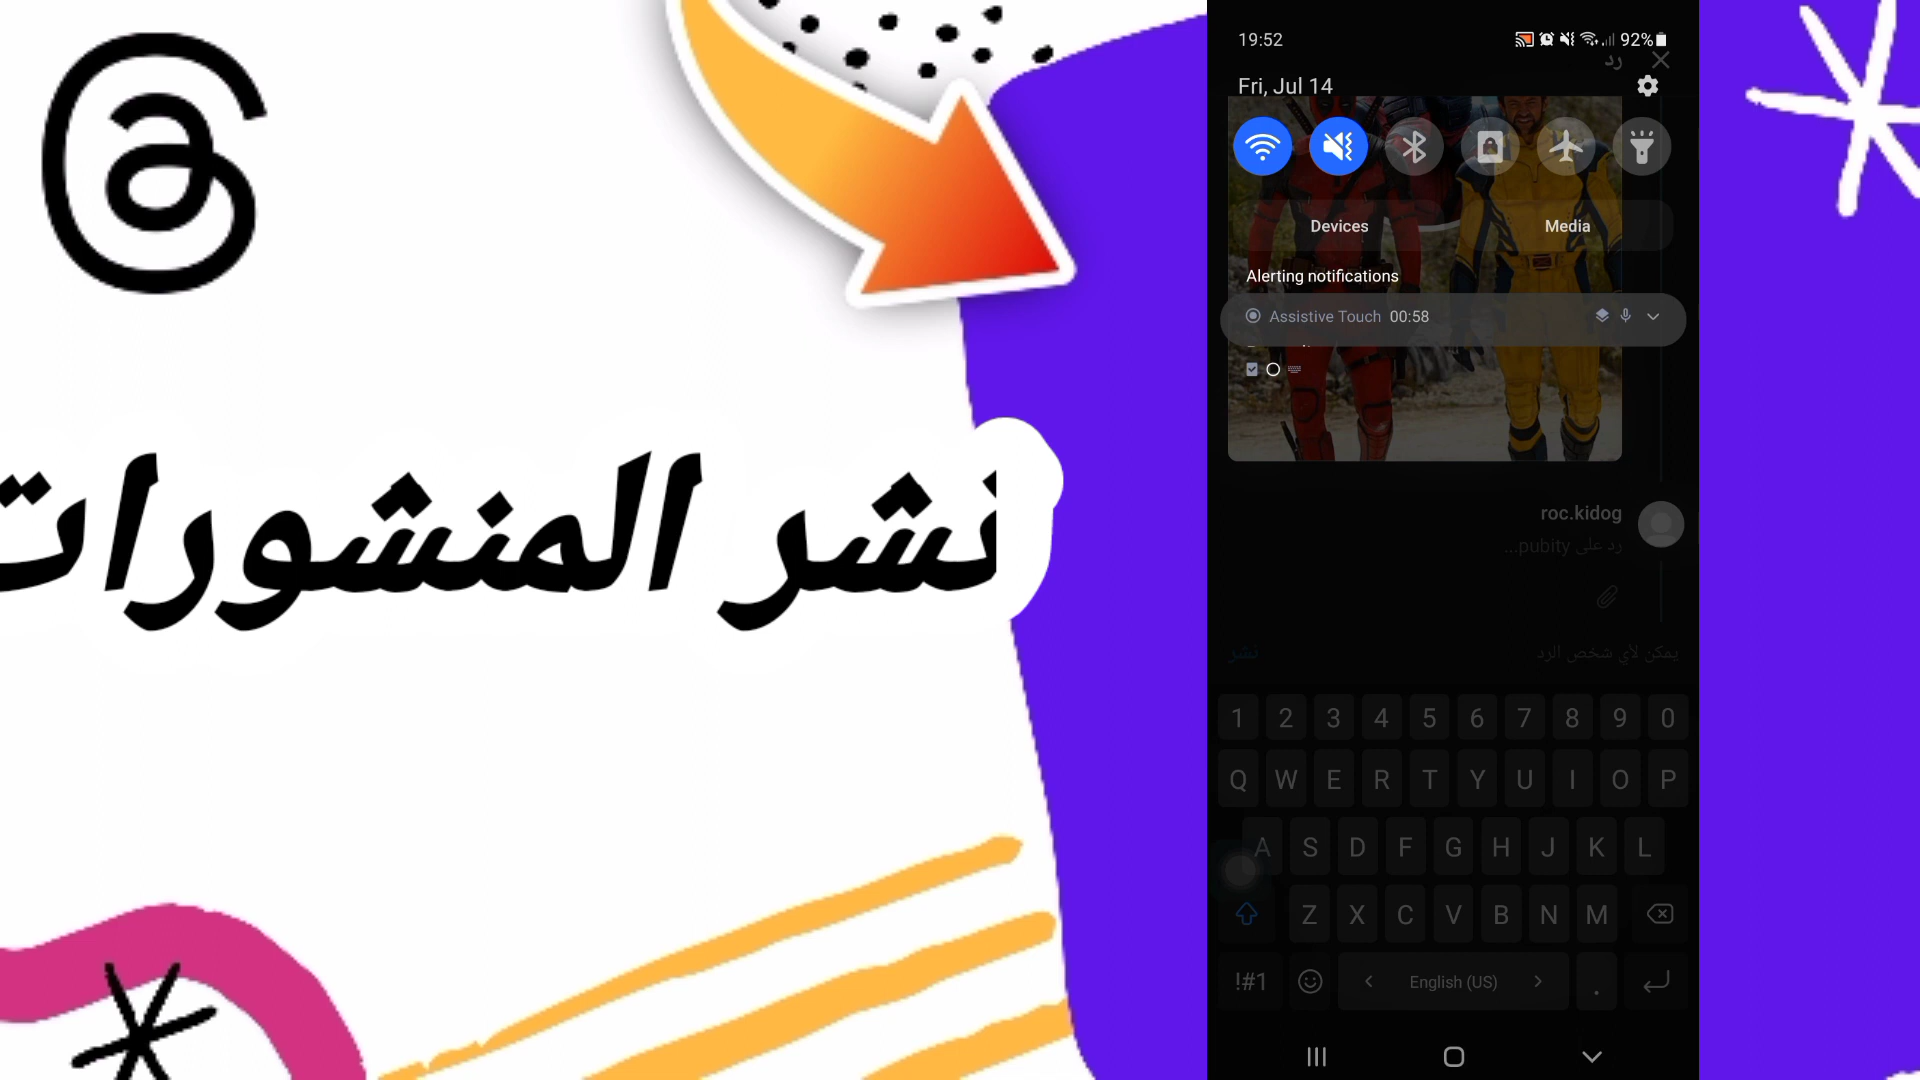 نشر المنشورات
19:52
92%
رد
Fri, Jul 14
Devices
Media
Alerting notifications
Assistive Touch 00:58
roc.kidog
رد على pubity...
يمكن لأي شخص الرد
نشر
1 2 3 4 5 6 7 8 9 0
Q W E R T Y U I O P
A S D F G H J K L
Z X C V B N M
!#1
English (US)
.